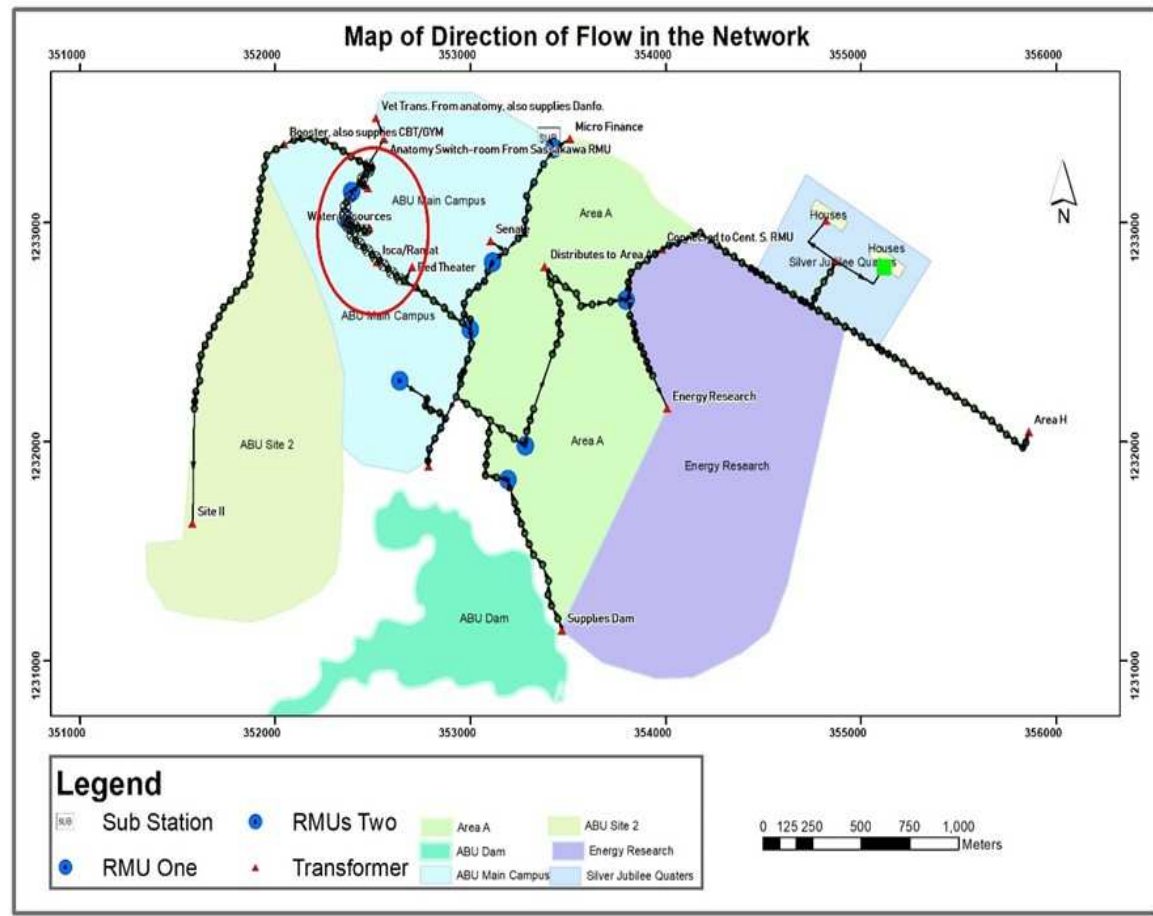 Map of Direction of Flow in the Network
351000
352000
353000
354000
355000
356000
Vet Trans. From anatomy, also supplies Danfo.
Booster, also supplies CBT/GYM
SUB
Micro Finance
Anatomy Switch-room From Sassakawa RMU
ABU Main Campus
Area A
Houses
N
1233000
1233000
Senate
Connected to Cent. S. RMU
Houses
Distributes to Area A
Silver Jubilee Quaters
ABU Main Campus
Energy Research
Area H
1232000
1232000
ABU Site 2
Area A
Energy Research
Site II
ABU Dam
Supplies Dam
1231000
1231000
351000
352000
353000
354000
355000
356000
Legend
SUB
Sub Station
RMUs Two
RMU One
Transformer
Area A
ABU Site 2
ABU Dam
Energy Research
ABU Main Campus
Silver Jubilee Quaters
0 125 250 500 750 1,000
Meters